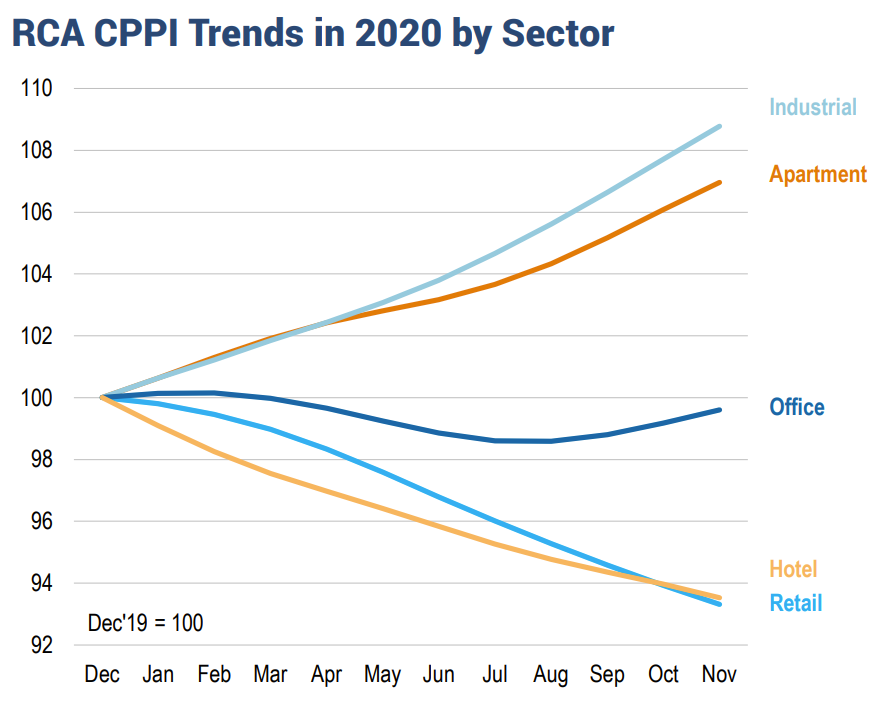 RCA CPPI Trends in 2020 by Sector
110
108
106
104
102
100
98
96
94
92
Industrial
Apartment
Office
Hotel
Retail
Dec'19 = 100
Dec Jan Feb Mar Apr May Jun Jul Aug Sep Oct Nov